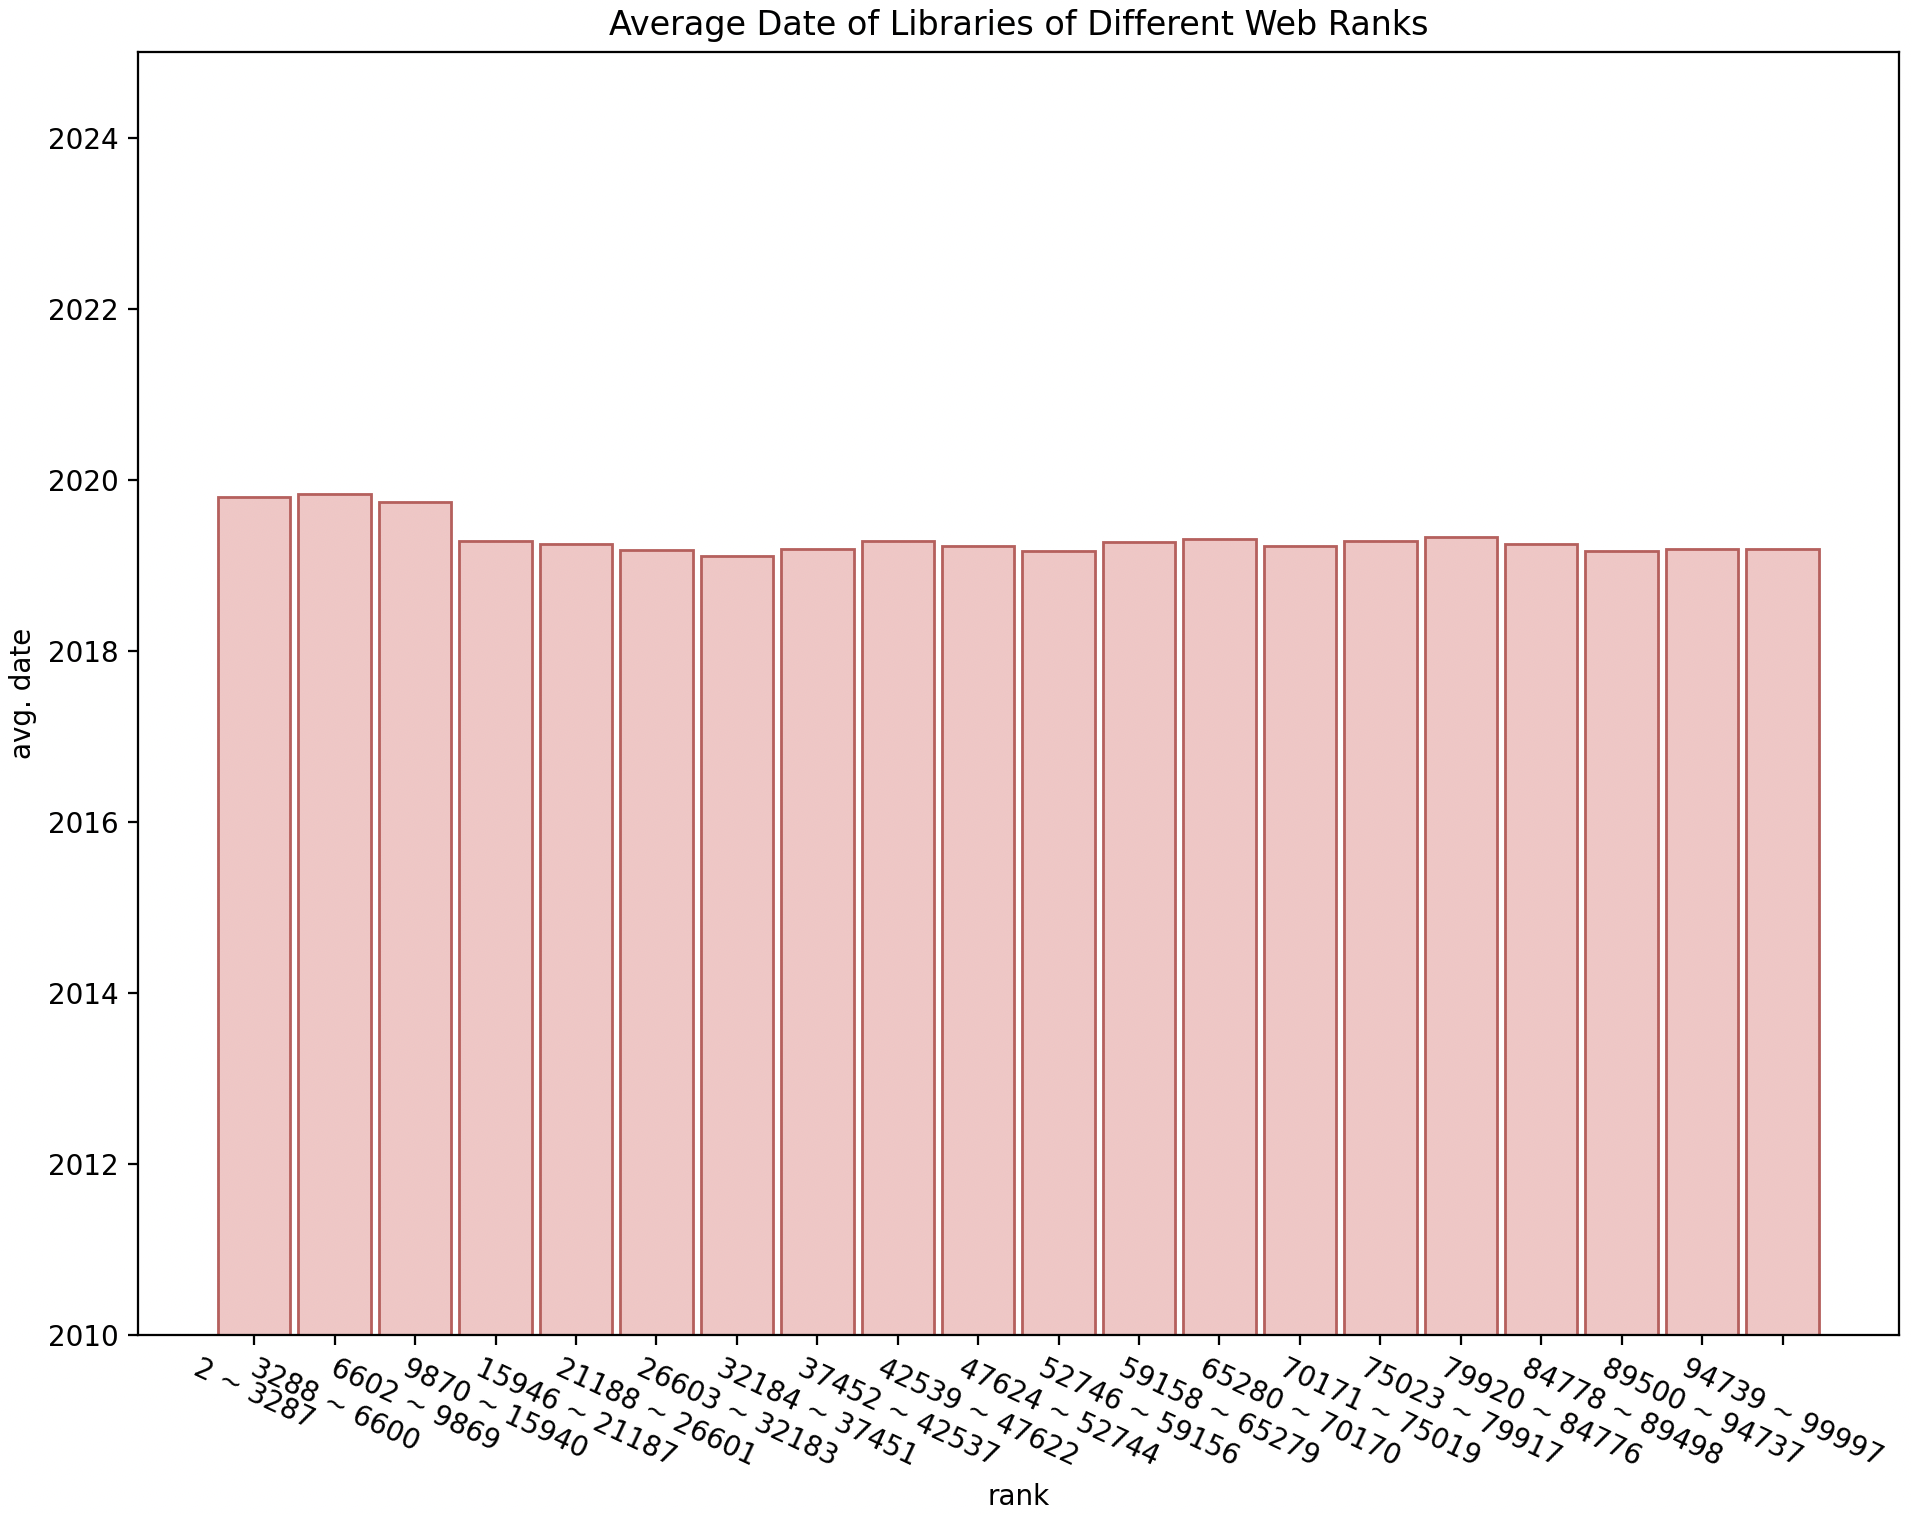 Average Date of Libraries of Different Web Ranks
avg. date
2024
2022
2020
2018
2016
2014
2012
2010
2 ~ 3287
3288 ~ 6600
6602 ~ 9869
9870 ~ 15940
15946 ~ 21187
21188 ~ 26601
26603 ~ 32183
32184 ~ 37451
37452 ~ 42537
42539 ~ 47622
47624 ~ 52744
52746 ~ 59156
59158 ~ 65279
65280 ~ 70170
70171 ~ 75019
75023 ~ 79917
79920 ~ 84776
84778 ~ 89498
89500 ~ 94737
94739 ~ 99997
rank